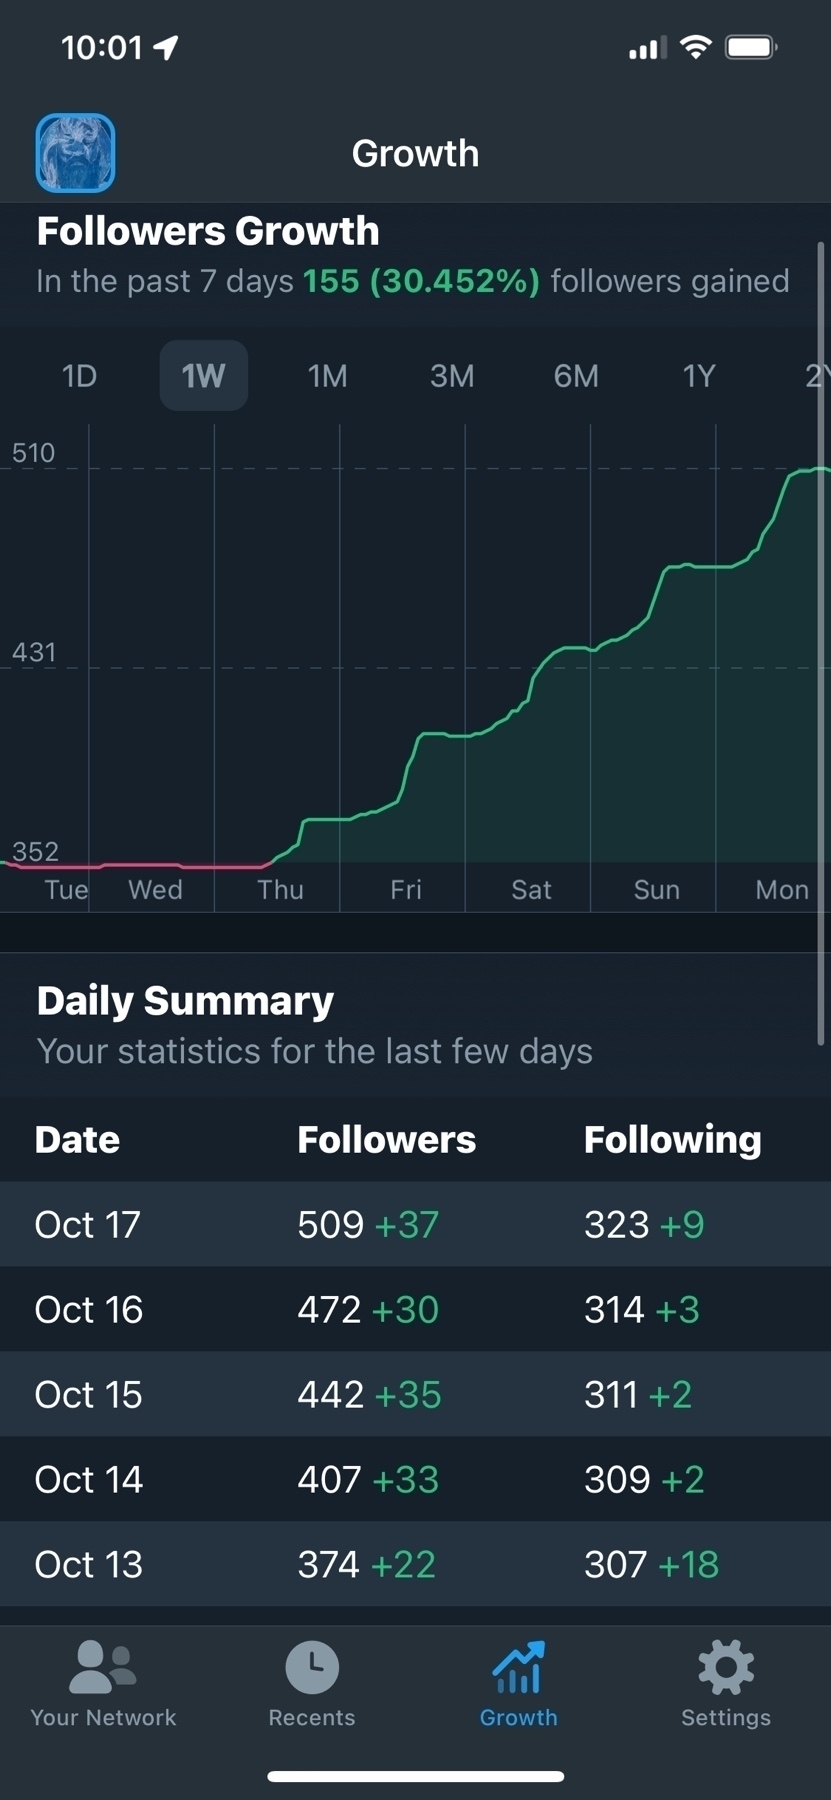 10:01
Growth
Followers Growth
In the past 7 days 155 (30.452%) followers gained
1D 1W 1M 3M 6M 1Y 2Y
510
431
352
Tue Wed Thu Fri Sat Sun Mon
Daily Summary
Your statistics for the last few days
Date Followers Following
Oct 17 509 +37 323 +9
Oct 16 472 +30 314 +3
Oct 15 442 +35 311 +2
Oct 14 407 +33 309 +2
Oct 13 374 +22 307 +18
Your Network Recents Growth Settings